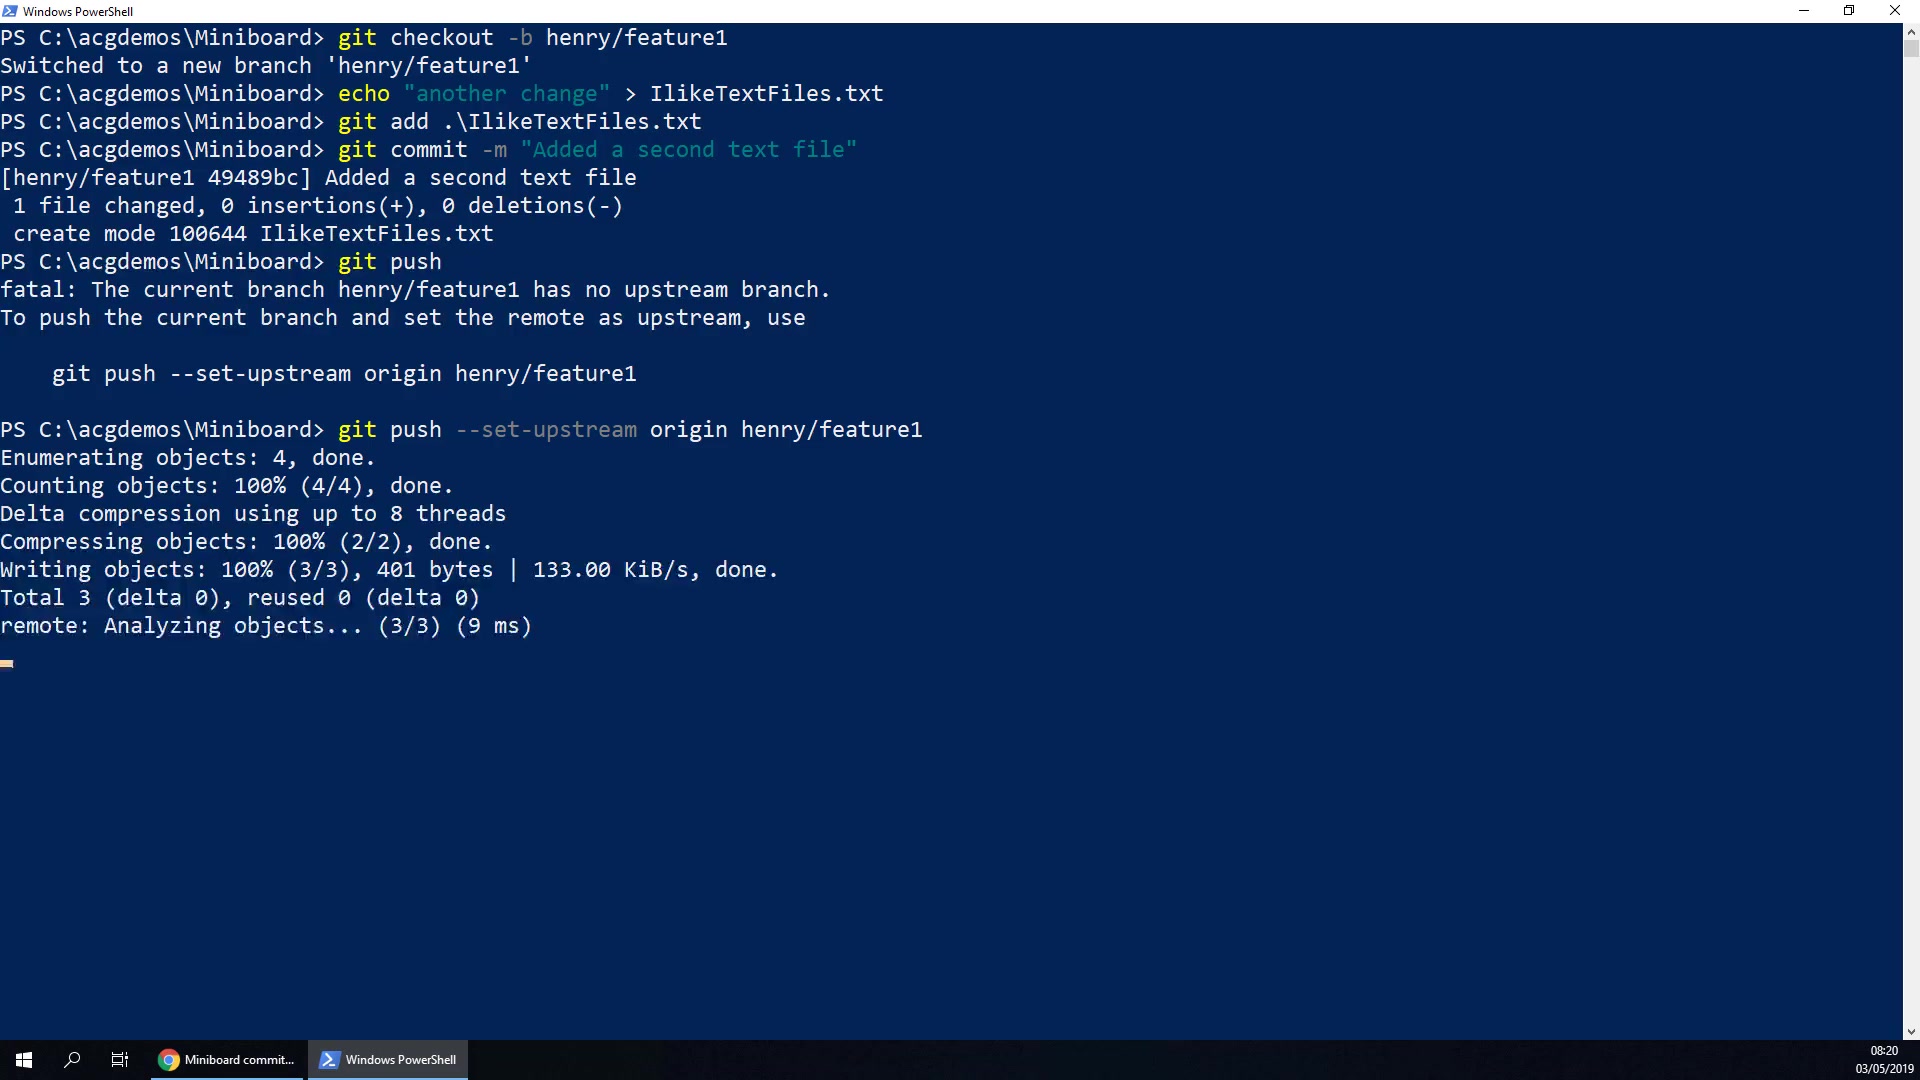 Windows PowerShell
PS C:\acgdemos\Miniboard> git checkout -b henry/feature1
Switched to a new branch 'henry/feature1'
PS C:\acgdemos\Miniboard> echo "another change" > IlikeTextFiles.txt
PS C:\acgdemos\Miniboard> git add .\IlikeTextFiles.txt
PS C:\acgdemos\Miniboard> git commit -m "Added a second text file"
[henry/feature1 49489bc] Added a second text file
 1 file changed, 0 insertions(+), 0 deletions(-)
 create mode 100644 IlikeTextFiles.txt
PS C:\acgdemos\Miniboard> git push
fatal: The current branch henry/feature1 has no upstream branch.
To push the current branch and set the remote as upstream, use
    git push --set-upstream origin henry/feature1
PS C:\acgdemos\Miniboard> git push --set-upstream origin henry/feature1
Enumerating objects: 4, done.
Counting objects: 100% (4/4), done.
Delta compression using up to 8 threads
Compressing objects: 100% (2/2), done.
Writing objects: 100% (3/3), 401 bytes | 133.00 KiB/s, done.
Total 3 (delta 0), reused 0 (delta 0)
remote: Analyzing objects... (3/3) (9 ms)
Miniboard commit...
Windows PowerShell
08:20
03/05/2019